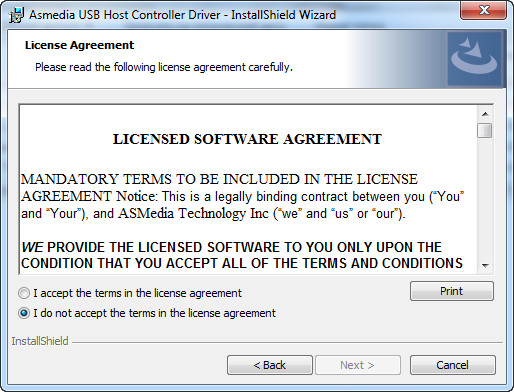 Asmedia USB Host Controller Driver - InstallShield Wizard
License Agreement
Please read the following license agreement carefully.
LICENSED SOFTWARE AGREEMENT
MANDATORY TERMS TO BE INCLUDED IN THE LICENSE
AGREEMENT Notice: This is a legally binding contract between you (“You”
and “Your”), and ASMedia Technology Inc (“we” and “us” or “our”).
WE PROVIDE THE LICENSED SOFTWARE TO YOU ONLY UPON THE
CONDITION THAT YOU ACCEPT ALL OF THE TERMS AND CONDITIONS
I accept the terms in the license agreement
Print
I do not accept the terms in the license agreement
InstallShield
< Back
Next >
Cancel